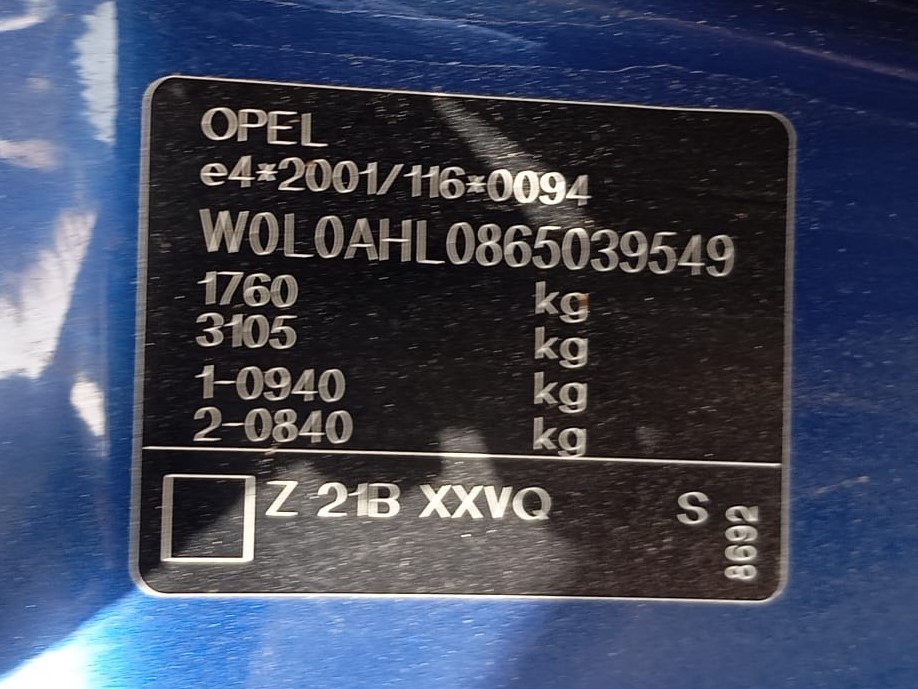 OPEL
e4*2001/116*0094
W0L0AHL0865039549
1760 kg
3105 kg
1-0940 kg
2-0840 kg
Z 21B XXVQ S
8692